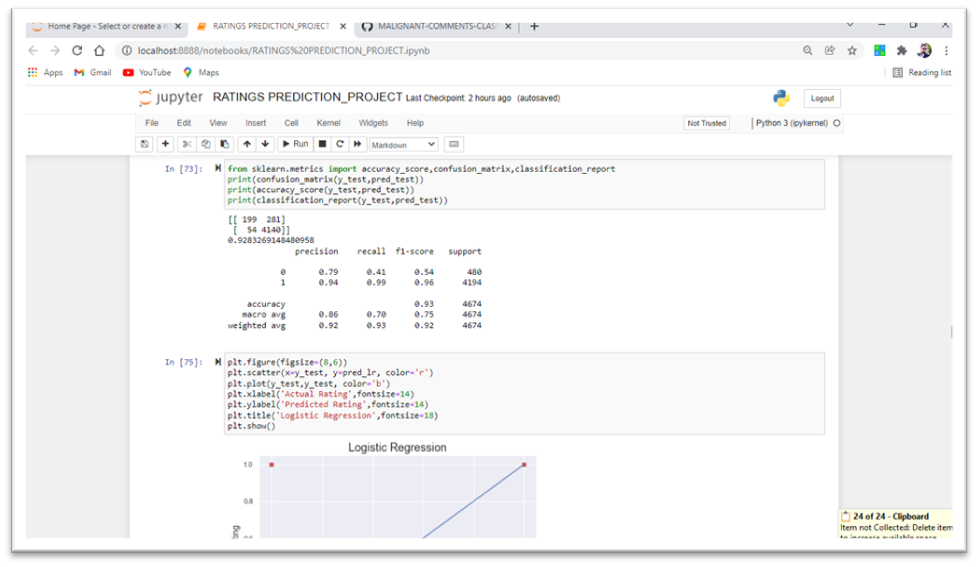 Home Page - Select or create a n
RATINGS PREDICTION_PROJECT
MALIGNANT-COMMENTS-CLAS
localhost:8888/notebooks/RATINGS%20PREDICTION_PROJECT.ipynb
Apps Gmail YouTube Maps Reading list
jupyter RATINGS PREDICTION_PROJECT Last Checkpoint: 2 hours ago (autosaved) Logout
File Edit View Insert Cell Kernel Widgets Help Not Trusted Python 3 (ipykernel)
Run Markdown
In [73]: from sklearn.metrics import accuracy_score,confusion_matrix,classification_report
print(confusion_matrix(y_test,pred_test))
print(accuracy_score(y_test,pred_test))
print(classification_report(y_test,pred_test))
[[ 199 281]
[ 54 4140]]
0.9283269148480958
precision recall f1-score support
0 0.79 0.41 0.54 480
1 0.94 0.99 0.96 4194
accuracy 0.93 4674
macro avg 0.86 0.70 0.75 4674
weighted avg 0.92 0.93 0.92 4674
In [75]: plt.figure(figsize=(8,6))
plt.scatter(x=y_test, y=pred_lr, color='r')
plt.plot(y_test,y_test, color='b')
plt.xlabel('Actual Rating',fontsize=14)
plt.ylabel('Predicted Rating',fontsize=14)
plt.title('Logistic Regression',fontsize=18)
plt.show()
Logistic Regression
1.0
0.8
24 of 24 - Clipboard
Item not Collected: Delete item
to increase available space